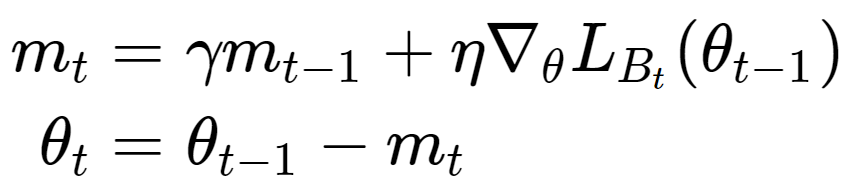 m_t = γm_{t−1} + η∇_θ L_{B_t}(θ_{t−1})
θ_t = θ_{t−1} − m_t